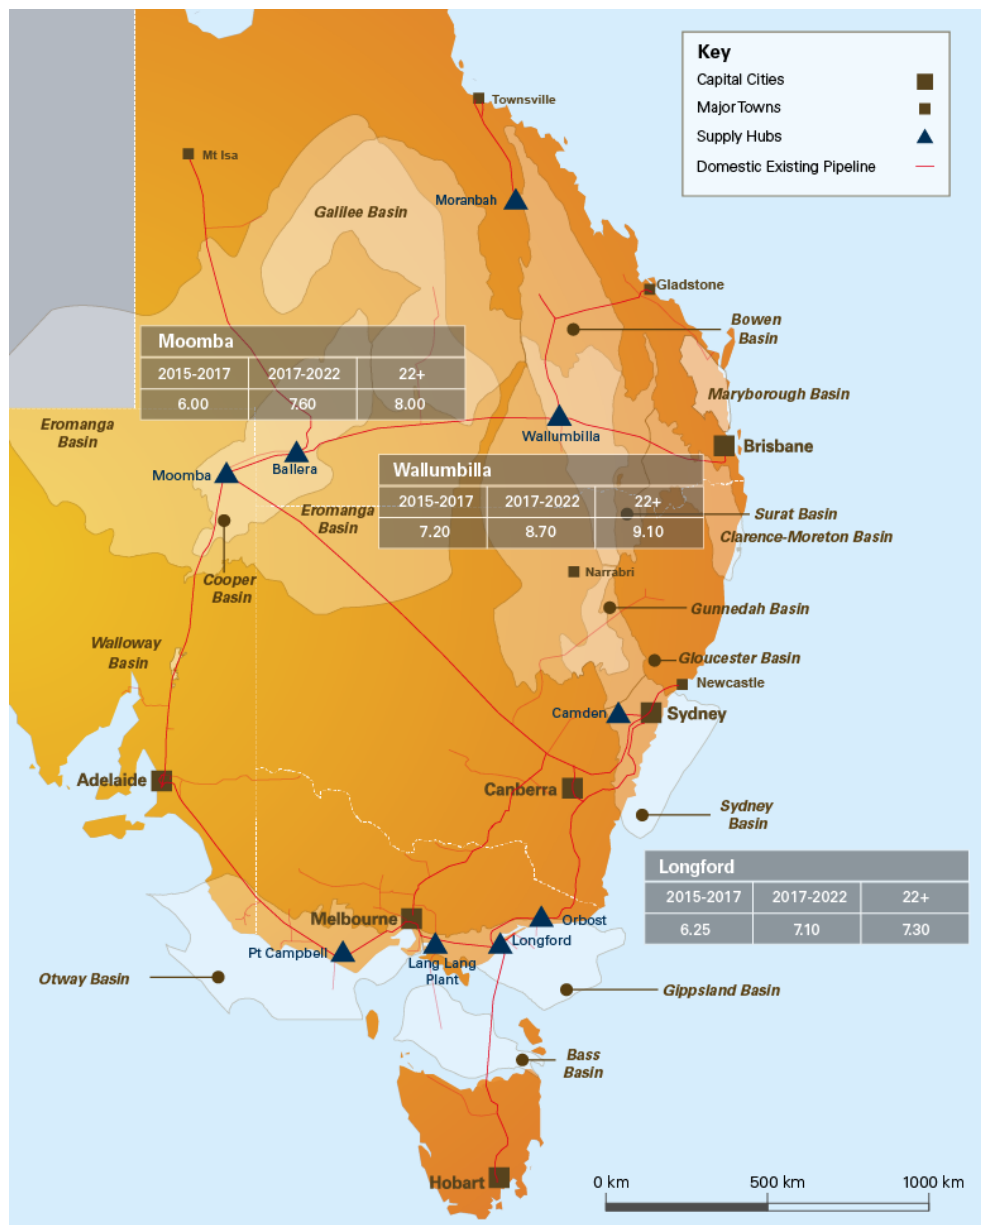 Key
Capital Cities
Major Towns
Supply Hubs
Domestic Existing Pipeline
Townsville
Mt Isa
Moranbah
Galilee Basin
Gladstone
Bowen
Basin
Moomba
2015-2017 2017-2022 22+
6.00 7.60 8.00
Maryborough Basin
Eromanga
Basin
Wallumbilla
Brisbane
Moomba
Ballera
Wallumbilla
2015-2017 2017-2022 22+
7.20 8.70 9.10
Eromanga
Basin
Surat Basin
Clarence-Moreton Basin
Cooper
Basin
Narrabri
Gunnedah Basin
Walloway
Basin
Gloucester Basin
Newcastle
Camden
Sydney
Adelaide
Canberra
Sydney
Basin
Longford
2015-2017 2017-2022 22+
6.25 7.10 7.30
Melbourne
Orbost
Longford
Pt Campbell
Lang Lang
Plant
Otway Basin
Gippsland Basin
Bass
Basin
Hobart
0 km 500 km 1000 km